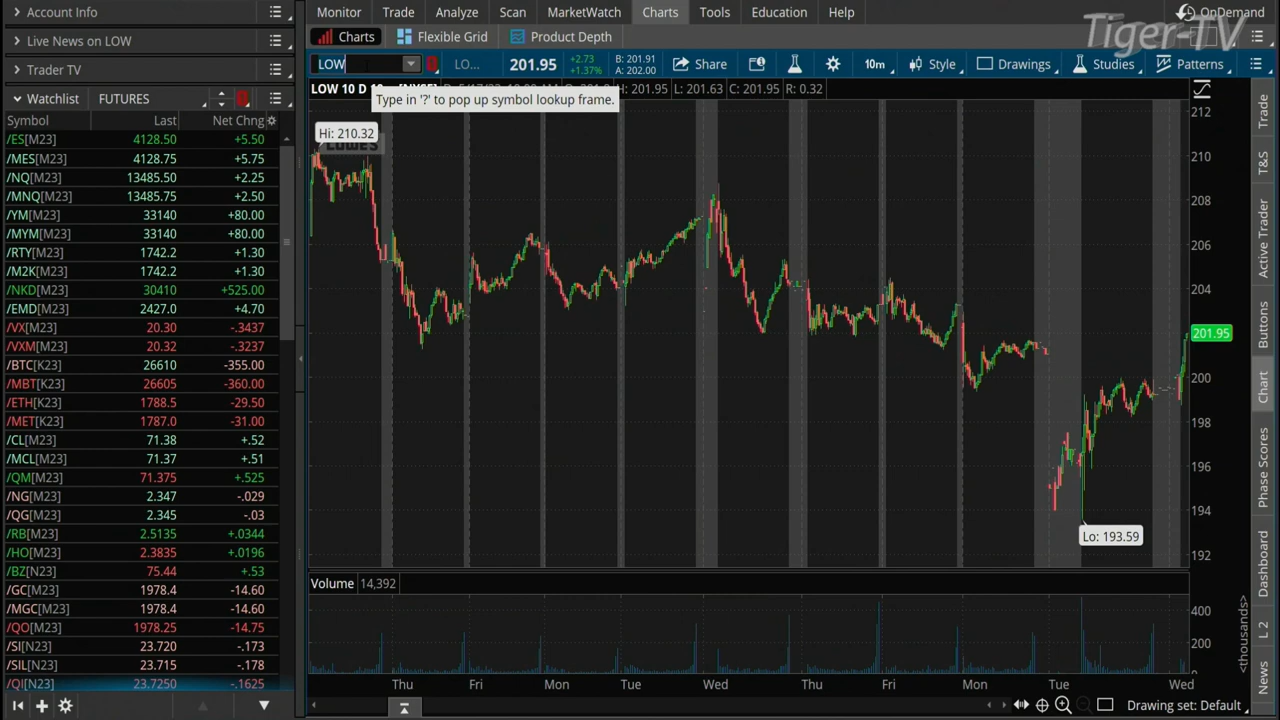 Account Info
Live News on LOW
Trader TV
Watchlist FUTURES
Symbol Last Net Chng
/ES[M23] 4128.50 +5.50
/MES[M23] 4128.75 +5.75
/NQ[M23] 13485.50 +2.25
/MNQ[M23] 13485.75 +2.50
/YM[M23] 33140 +80.00
/MYM[M23] 33140 +80.00
/RTY[M23] 1742.2 +1.30
/M2K[M23] 1742.2 +1.30
/NKD[M23] 30410 +525.00
/EMD[M23] 2427.0 +4.70
/VX[M23] 20.30 -.3437
/VXM[M23] 20.32 -.3237
/BTC[K23] 26610 -355.00
/MBT[K23] 26605 -360.00
/ETH[K23] 1788.5 -29.50
/MET[K23] 1787.0 -31.00
/CL[M23] 71.38 +.52
/MCL[M23] 71.37 +.51
/QM[M23] 71.375 +.525
/NG[M23] 2.347 -.029
/QG[M23] 2.345 -.03
/RB[M23] 2.5135 +.0344
/HO[M23] 2.3835 +.0196
/BZ[N23] 75.44 +.53
/GC[M23] 1978.4 -14.60
/MGC[M23] 1978.4 -14.60
/QO[M23] 1978.25 -14.75
/SI[N23] 23.720 -.173
/SIL[N23] 23.715 -.178
/QI[N23] 23.7250 -.1625
Monitor Trade Analyze Scan MarketWatch Charts Tools Education Help OnDemand
Tiger-TV
Charts Flexible Grid Product Depth
LOW LO... 201.95 +2.73 +1.37% B: 201.91 A: 202.00 Share 10m Style Drawings Studies Patterns
LOW 10 D H: 201.95 L: 201.63 C: 201.95 R: 0.32
Type in '?' to pop up symbol lookup frame.
Hi: 210.32
LOWES
212
210
208
206
204
201.95
200
198
196
194
192
Lo: 193.59
Volume 14,392
400
200
<thousands>
Thu Fri Mon Tue Wed Thu Fri Mon Tue Wed
Drawing set: Default
Trade
T&S
Active Trader
Buttons
Chart
Phase Scores
Dashboard
L 2
News